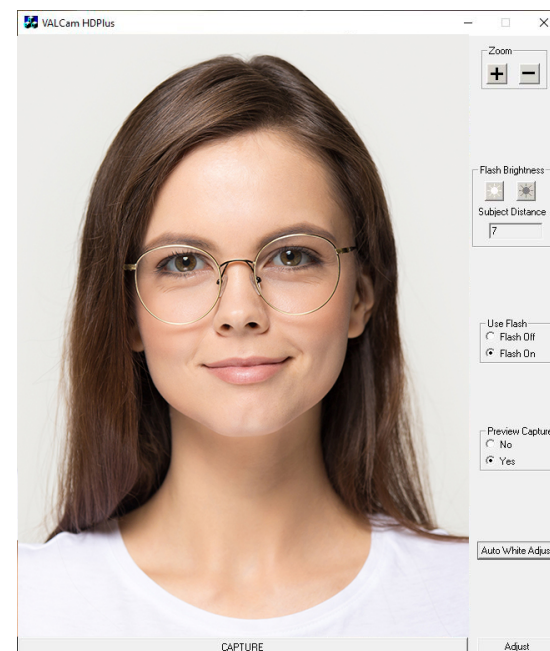 VALCam HDPlus
Zoom
Flash Brightness
Subject Distance
7
Use Flash
Flash Off
Flash On
Preview Capture
No
Yes
Auto White Adjus
CAPTURE
Adjust